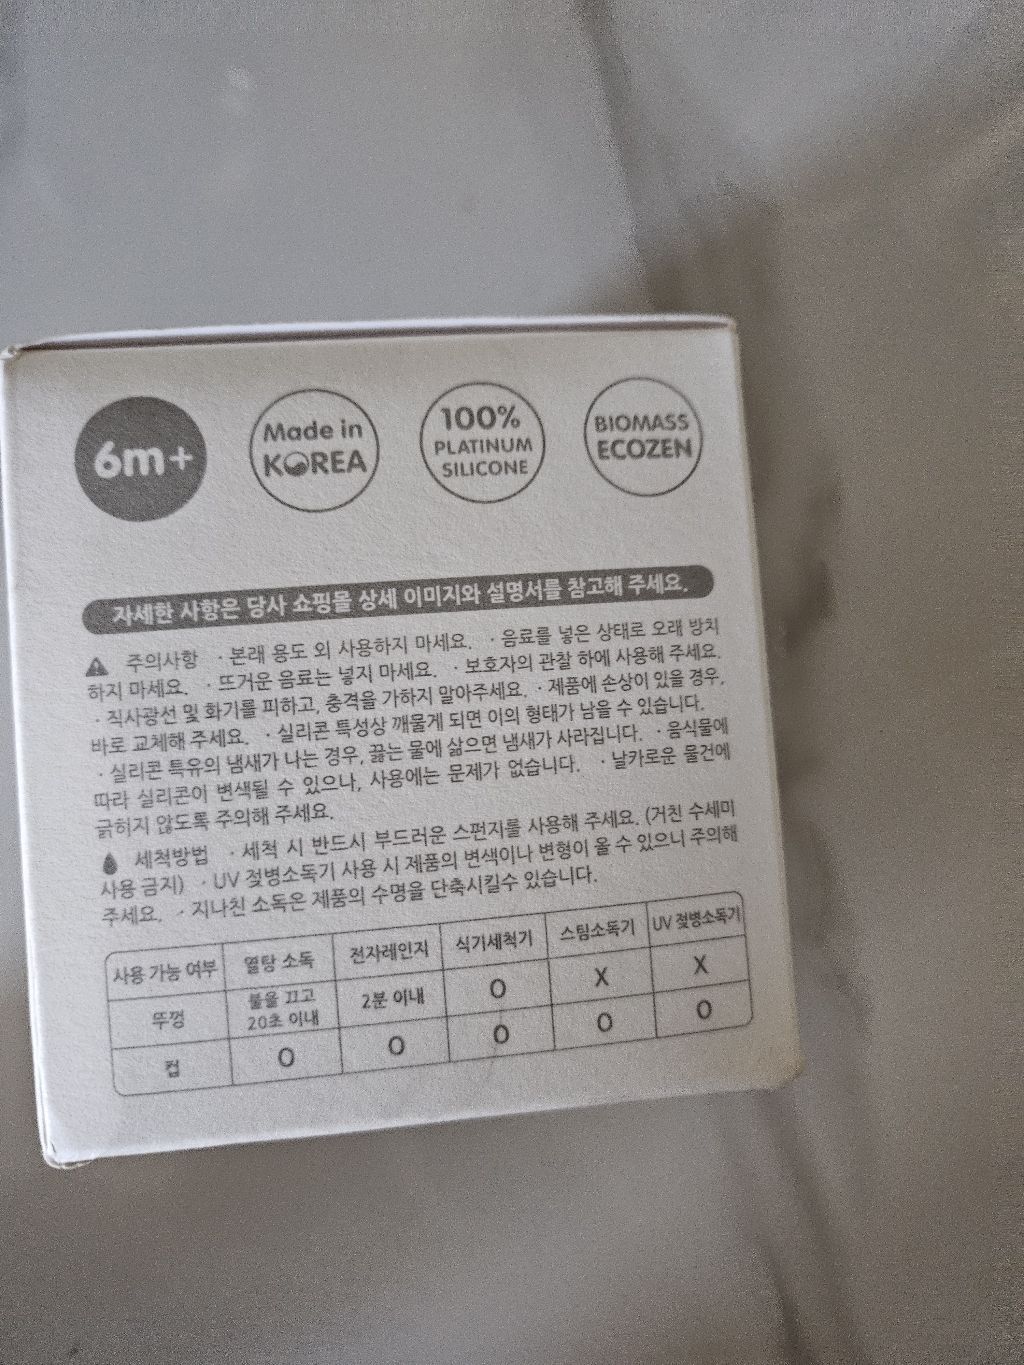 6m+
Made in
KOREA
100%
PLATINUM
SILICONE
BIOMASS
ECOZEN
자세한 사항은 당사 쇼핑몰 상세 이미지와 설명서를 참고해 주세요.
주의사항 · 본래 용도 외 사용하지 마세요. · 음료를 넣은 상태로 오래 방치
하지 마세요. · 뜨거운 음료는 넣지 마세요. · 보호자의 관찰 하에 사용해 주세요.
· 직사광선 및 화기를 피하고, 충격을 가하지 말아주세요. · 제품에 손상이 있을 경우,
바로 교체해 주세요. · 실리콘 특성상 깨물게 되면 이의 형태가 남을 수 있습니다.
· 실리콘 특유의 냄새가 나는 경우, 끓는 물에 삶으면 냄새가 사라집니다. · 음식물에
따라 실리콘이 변색될 수 있으나, 사용에는 문제가 없습니다. · 날카로운 물건에
긁히지 않도록 주의해 주세요.
세척방법 · 세척 시 반드시 부드러운 스펀지를 사용해 주세요. (거친 수세미
사용 금지) · UV 젖병소독기 사용 시 제품의 변색이나 변형이 올 수 있으니 주의해
주세요. · 지나친 소독은 제품의 수명을 단축시킬수 있습니다.
사용 가능 여부 열탕 소독 전자레인지 식기세척기 스팀소독기 UV 젖병소독기
뚜껑 불을 끄고 20초 이내 2분 이내 O X X
컵 O O O O O